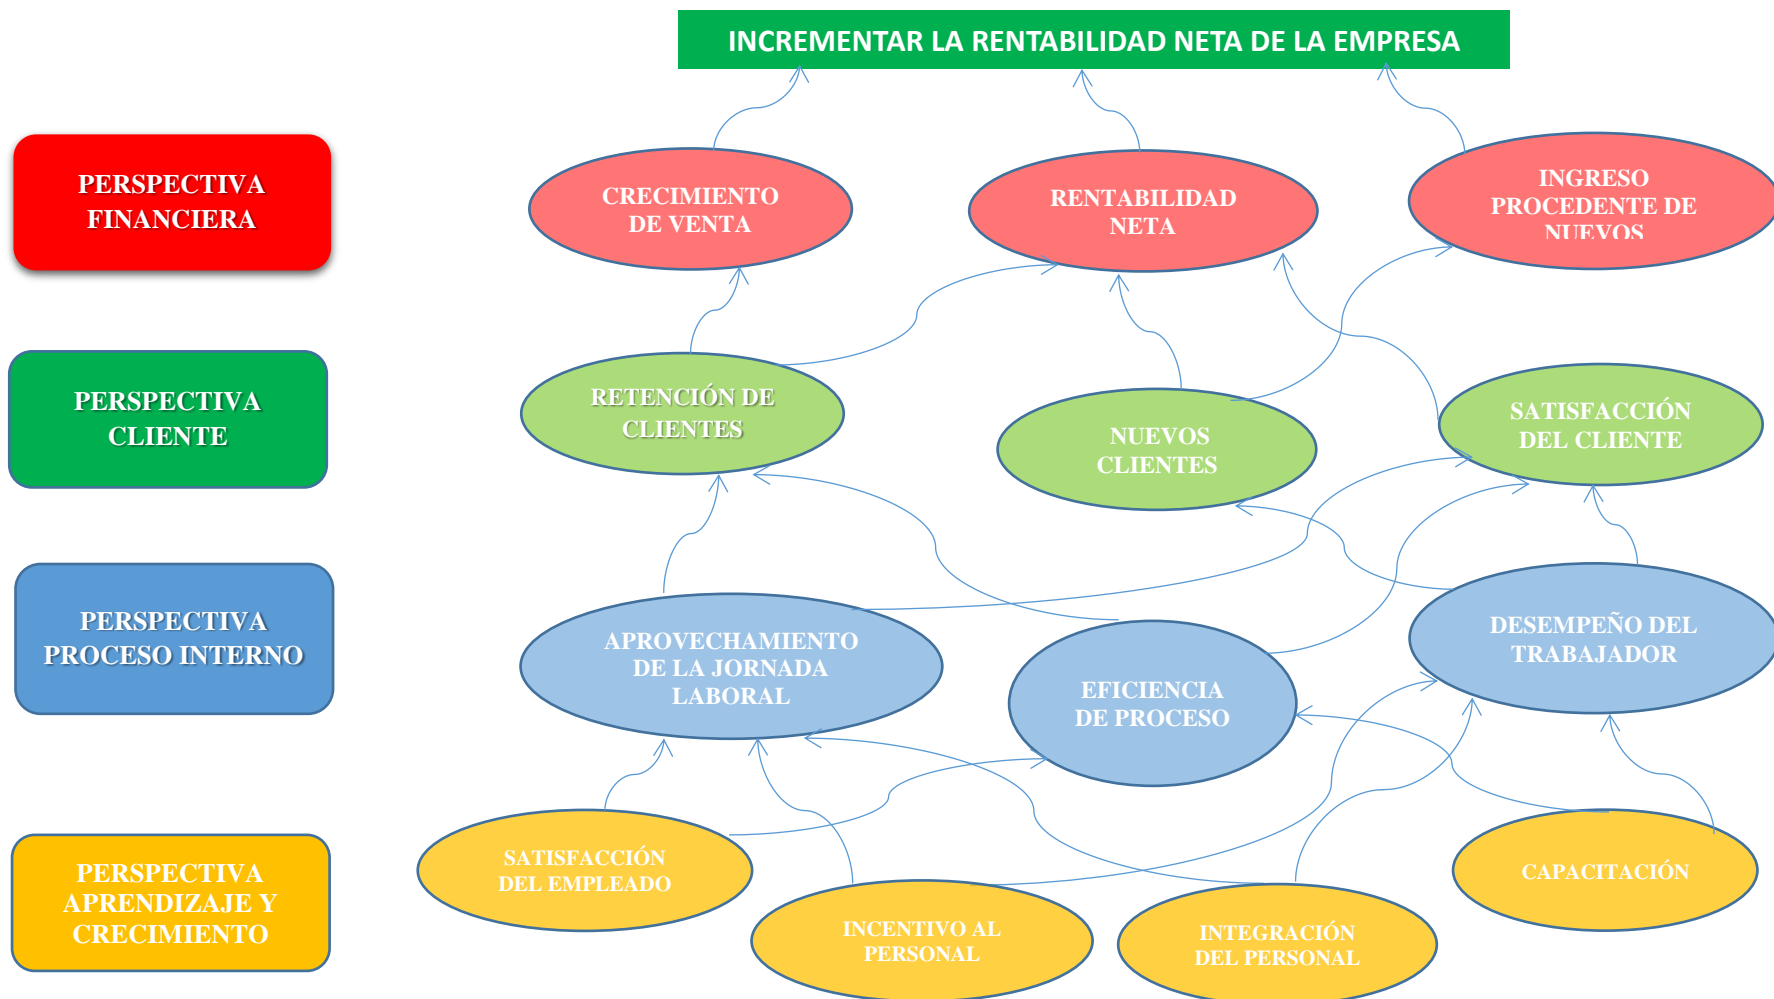 INCREMENTAR LA RENTABILIDAD NETA DE LA EMPRESA
PERSPECTIVA
FINANCIERA
CRECIMIENTO
DE VENTA
RENTABILIDAD
NETA
INGRESO
PROCEDENTE DE
NUEVOS
PERSPECTIVA
CLIENTE
RETENCIÓN DE
CLIENTES
NUEVOS
CLIENTES
SATISFACCIÓN
DEL CLIENTE
PERSPECTIVA
PROCESO INTERNO
APROVECHAMIENTO
DE LA JORNADA
LABORAL
EFICIENCIA
DE PROCESO
DESEMPEÑO DEL
TRABAJADOR
PERSPECTIVA
APRENDIZAJE Y
CRECIMIENTO
SATISFACCIÓN
DEL EMPLEADO
INCENTIVO AL
PERSONAL
INTEGRACIÓN
DEL PERSONAL
CAPACITACIÓN